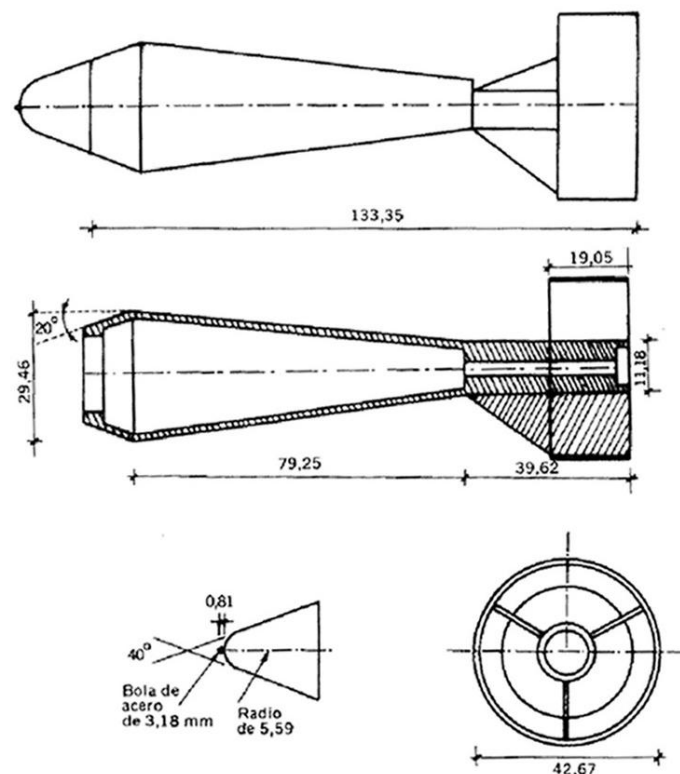 133,35
19,05
20°
29,46
11,18
79,25
39,62
0,81
40°
Bola de
acero
de 3,18 mm
Radio
de 5,59
42,67